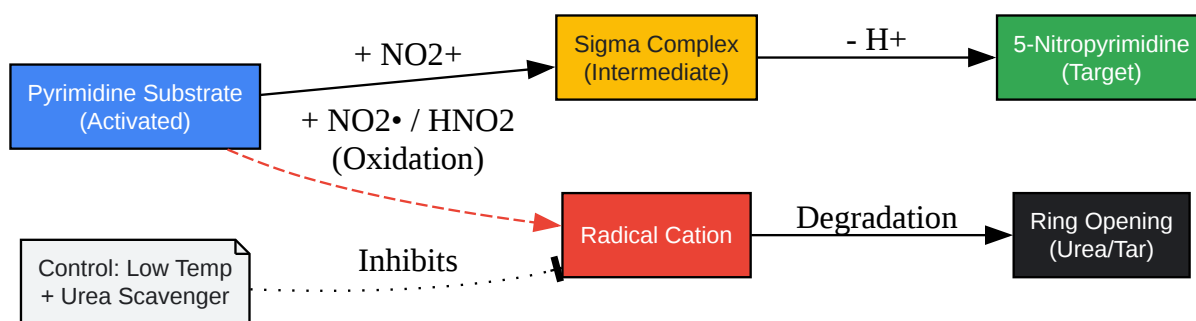 Pyrimidine Substrate
(Activated)
+ NO2+
Sigma Complex
(Intermediate)
- H+
5-Nitropyrimidine
(Target)
+ NO2• / HNO2
(Oxidation)
Radical Cation
Degradation
Ring Opening
(Urea/Tar)
Control: Low Temp
+ Urea Scavenger
Inhibits